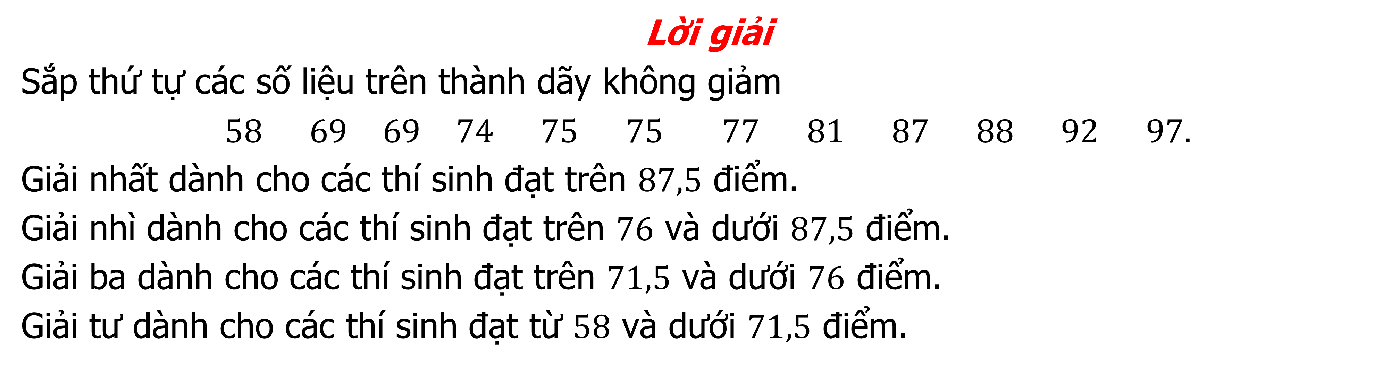 Lời giải
Sắp thứ tự các số liệu trên thành dãy không giảm
58 69 69 74 75 75 77 81 87 88 92 97.
Giải nhất dành cho các thí sinh đạt trên 87,5 điểm.
Giải nhì dành cho các thí sinh đạt trên 76 và dưới 87,5 điểm.
Giải ba dành cho các thí sinh đạt trên 71,5 và dưới 76 điểm.
Giải tư dành cho các thí sinh đạt từ 58 và dưới 71,5 điểm.